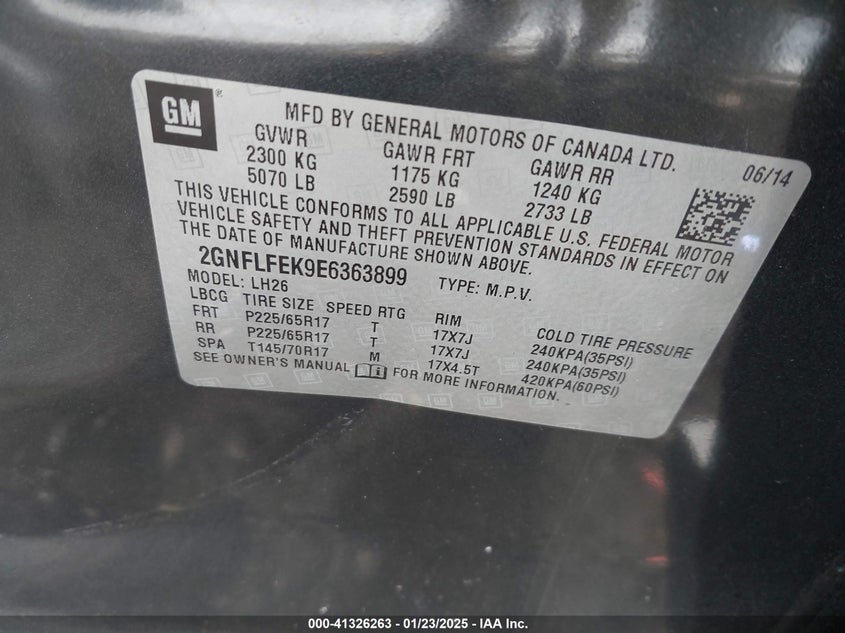 GM ®
MFD BY GENERAL MOTORS OF CANADA LTD.
GVWR GAWR FRT GAWR RR 06/14
2300 KG 1175 KG 1240 KG
5070 LB 2590 LB 2733 LB
THIS VEHICLE CONFORMS TO ALL APPLICABLE U.S. FEDERAL MOTOR
VEHICLE SAFETY AND THEFT PREVENTION STANDARDS IN EFFECT ON
THE DATE OF MANUFACTURE SHOWN ABOVE.
2GNFLFEK9E6363899 TYPE: M.P.V.
MODEL: LH26
LBCG TIRE SIZE SPEED RTG RIM COLD TIRE PRESSURE
FRT P225/65R17 T 17X7J 240KPA(35PSI)
RR P225/65R17 T 17X7J 240KPA(35PSI)
SPA T145/70R17 M 17X4.5T 420KPA(60PSI)
SEE OWNER'S MANUAL FOR MORE INFORMATION.
000-41326263 - 01/23/2025 - IAA Inc.